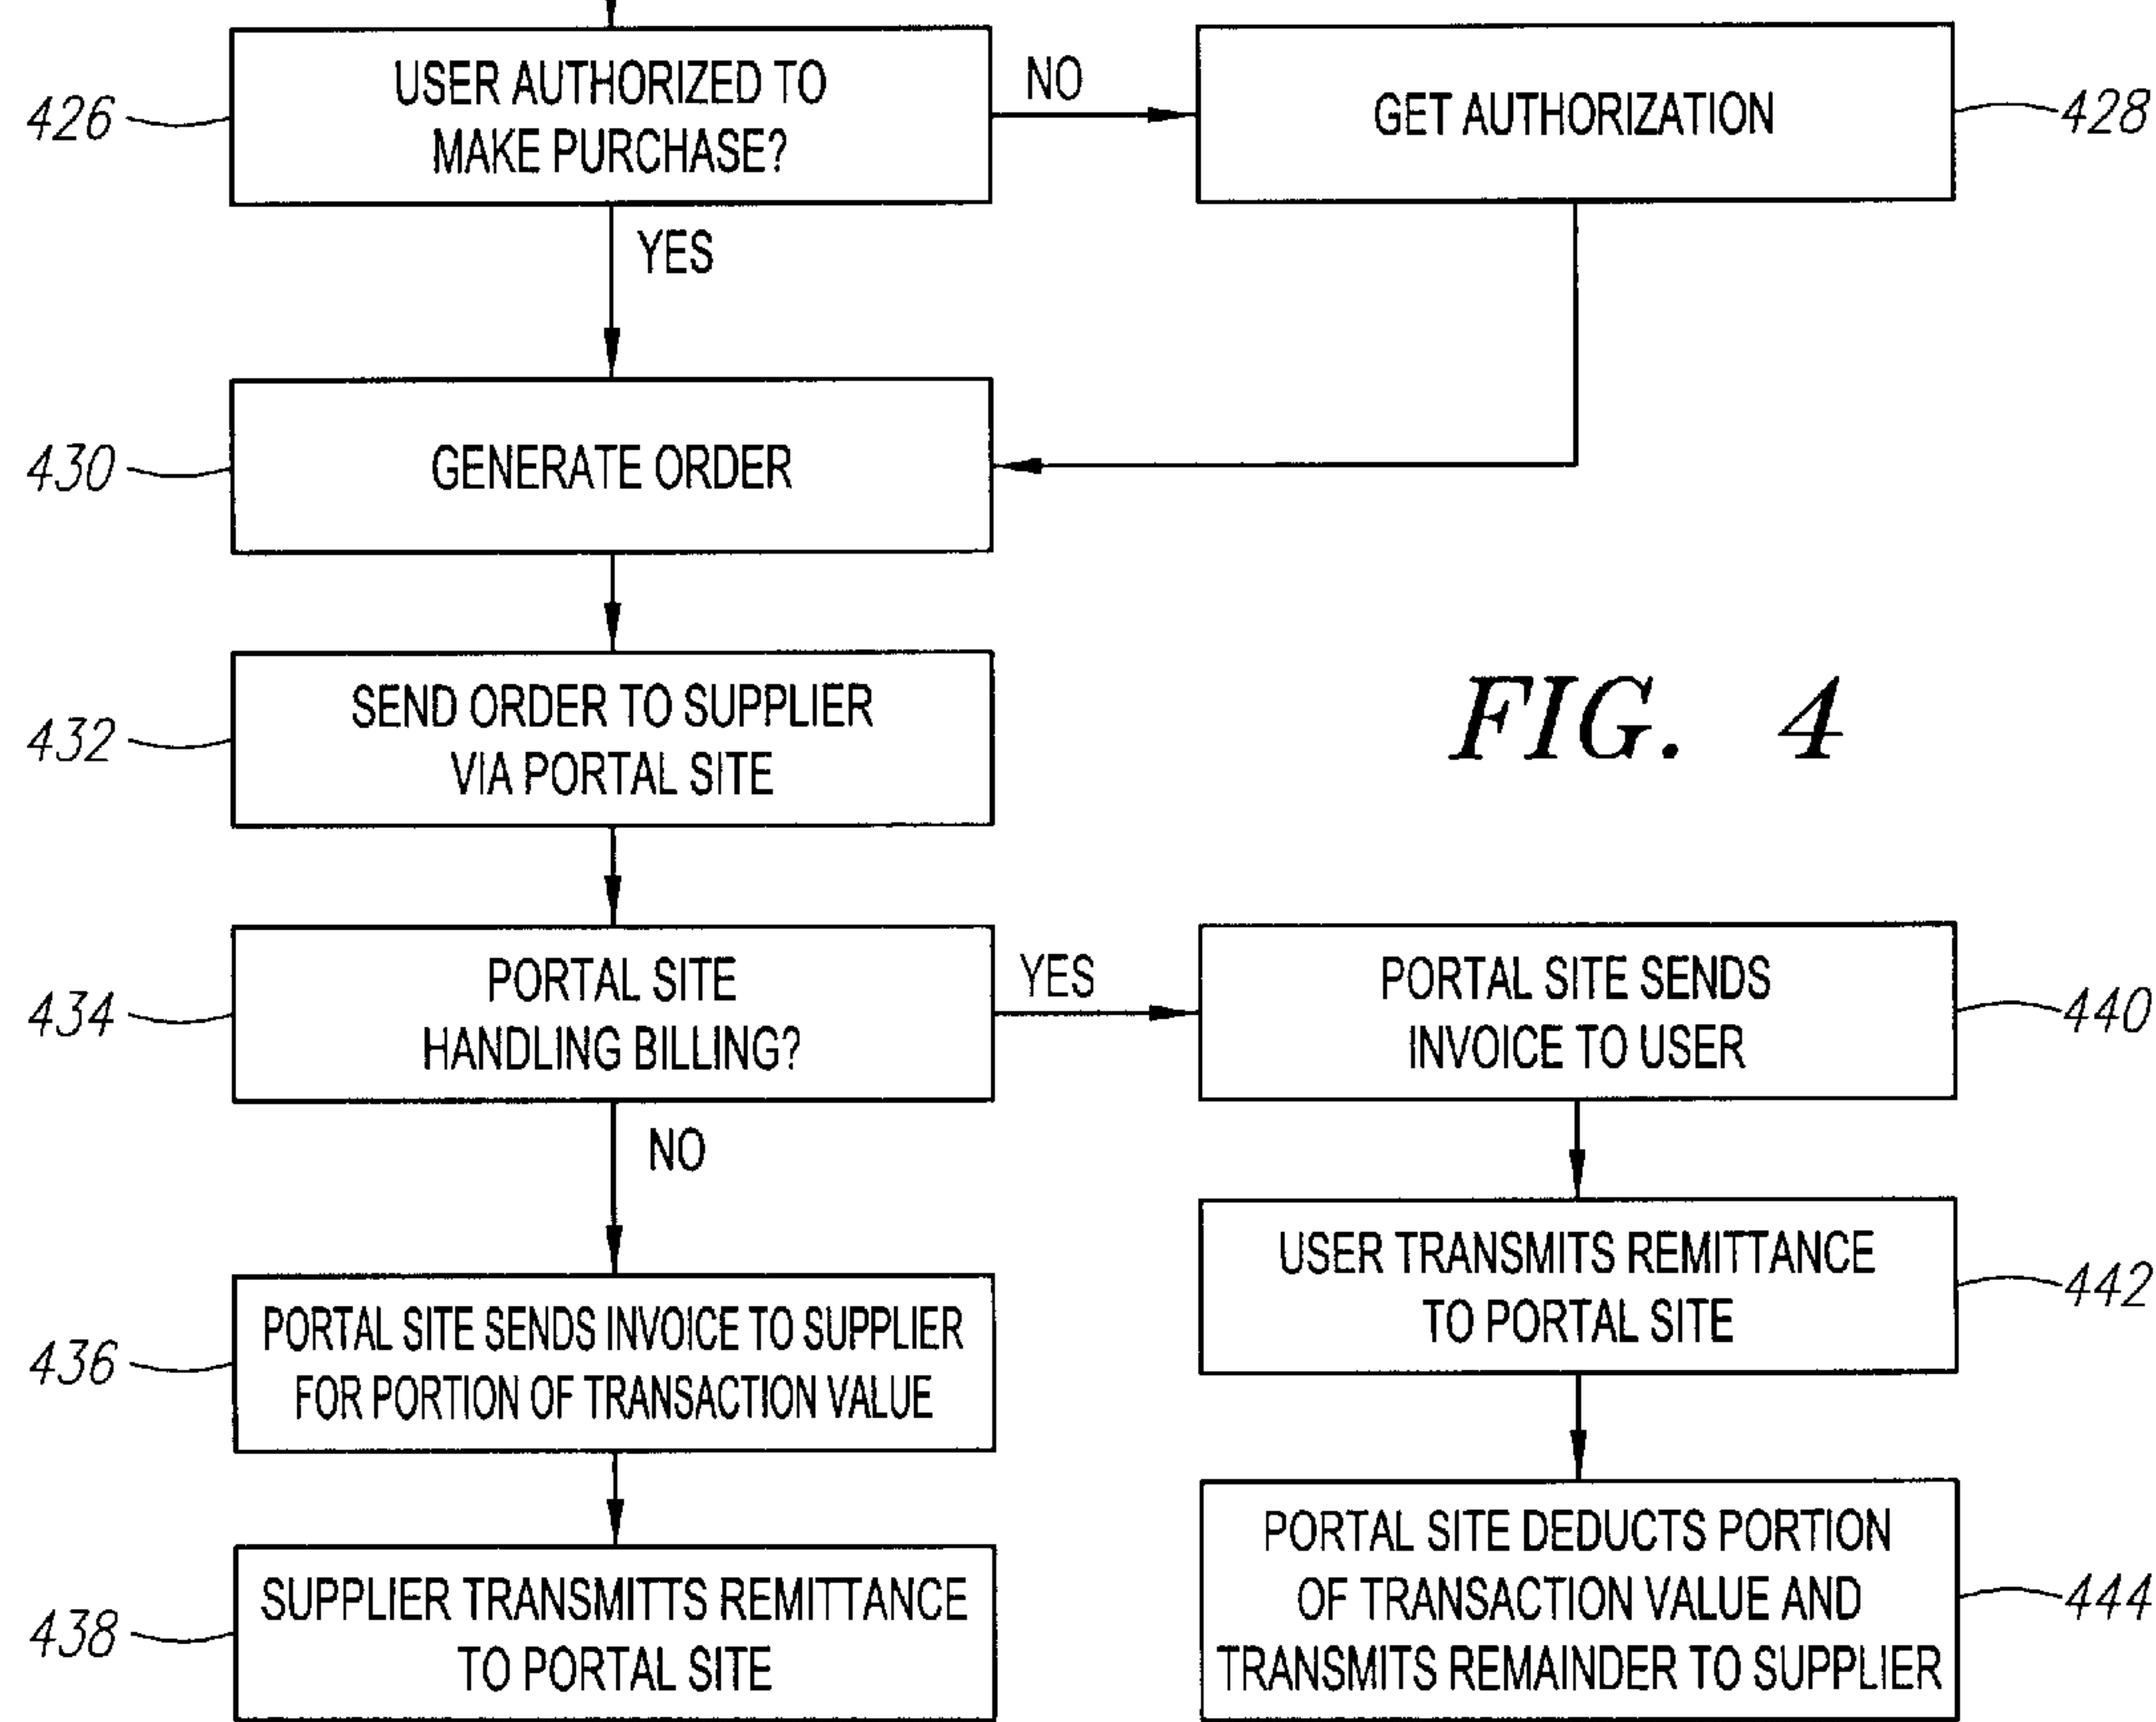 426
USER AUTHORIZED TO
MAKE PURCHASE?
NO
GET AUTHORIZATION
428
YES
430
GENERATE ORDER
432
SEND ORDER TO SUPPLIER
VIA PORTAL SITE
FIG. 4
434
PORTAL SITE
HANDLING BILLING?
YES
PORTAL SITE SENDS
INVOICE TO USER
440
NO
USER TRANSMITS REMITTANCE
TO PORTAL SITE
442
436
PORTAL SITE SENDS INVOICE TO SUPPLIER
FOR PORTION OF TRANSACTION VALUE
438
SUPPLIER TRANSMITTS REMITTANCE
TO PORTAL SITE
PORTAL SITE DEDUCTS PORTION
OF TRANSACTION VALUE AND
TRANSMITS REMAINDER TO SUPPLIER
444